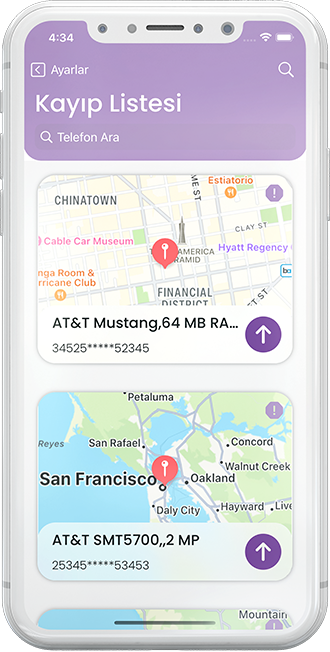 4:34
Ayarlar
Kayıp Listesi
Telefon Ara
Estiatorio
CHINATOWN
CLAY ST
Cable Car Museum
Hyatt Regency
AMERICA
RAMID
nga Room &
rricane Club
FINANCIAL
DISTRICT
AT&T Mustang,64 MB RA...
34525*****52345
Petaluma
Reyes
San Rafael
Concord
Walnut Creek
San Francisco
Oakland
Daly City
Hayward
Live
AT&T SMT5700,,2 MP
25345*****53453
Mountain